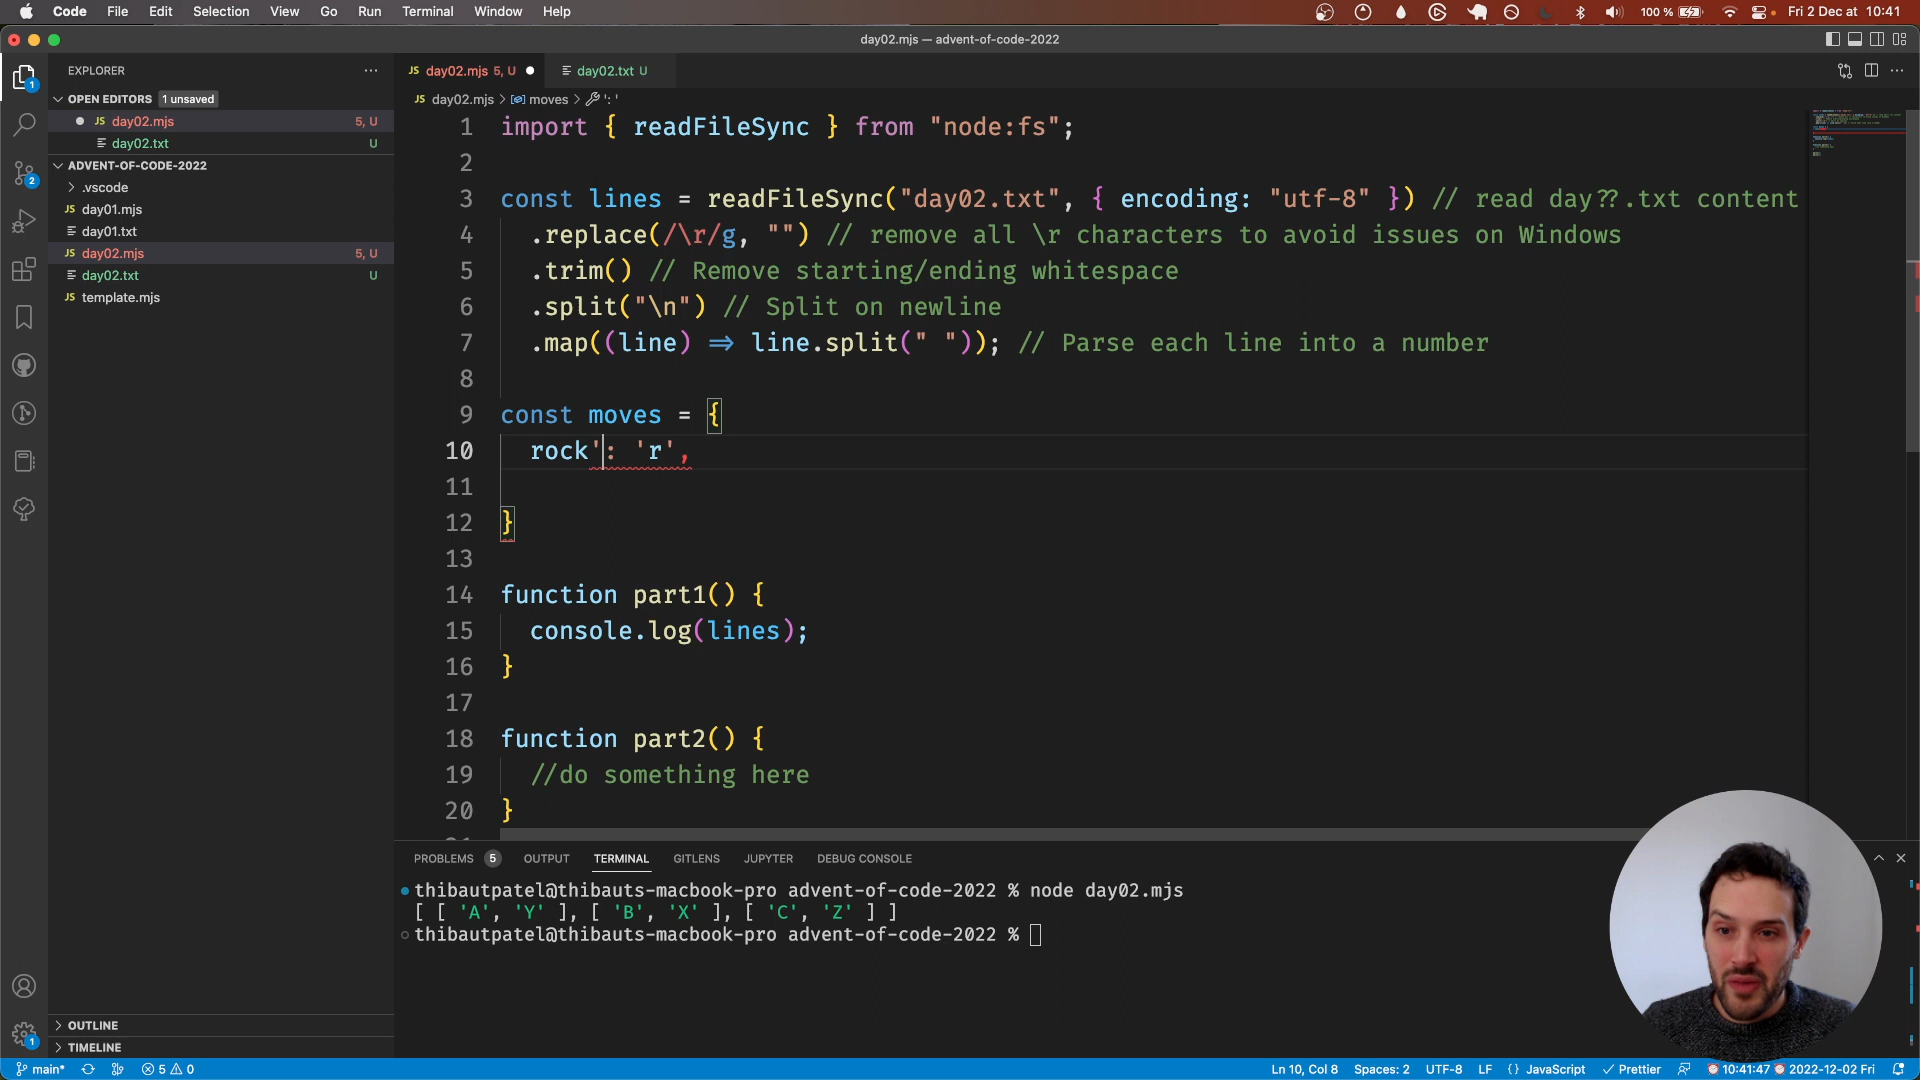 Code File Edit Selection View Go Run Terminal Window Help 100 % Fri 2 Dec at 10:41
day02.mjs — advent-of-code-2022
EXPLORER
JS day02.mjs 5, U day02.txt U
OPEN EDITORS 1 unsaved
JS day02.mjs > moves > ': '
JS day02.mjs 5, U
day02.txt U
ADVENT-OF-CODE-2022
.vscode
JS day01.mjs
day01.txt
JS day02.mjs 5, U
day02.txt U
JS template.mjs
1 import { readFileSync } from "node:fs";
2
3 const lines = readFileSync("day02.txt", { encoding: "utf-8" }) // read day??.txt content
4 .replace(/\r/g, "") // remove all \r characters to avoid issues on Windows
5 .trim() // Remove starting/ending whitespace
6 .split("\n") // Split on newline
7 .map((line) => line.split(" ")); // Parse each line into a number
8
9 const moves = {
10 rock': 'r',
11
12 }
13
14 function part1() {
15 console.log(lines);
16 }
17
18 function part2() {
19 //do something here
20 }
PROBLEMS 5 OUTPUT TERMINAL GITLENS JUPYTER DEBUG CONSOLE
thibautpatel@thibauts-macbook-pro advent-of-code-2022 % node day02.mjs
[ [ 'A', 'Y' ], [ 'B', 'X' ], [ 'C', 'Z' ] ]
thibautpatel@thibauts-macbook-pro advent-of-code-2022 %
1
2
1
OUTLINE
TIMELINE
main* 5 0 Ln 10, Col 8 Spaces: 2 UTF-8 LF {} JavaScript Prettier 10:41:47 2022-12-02 Fri